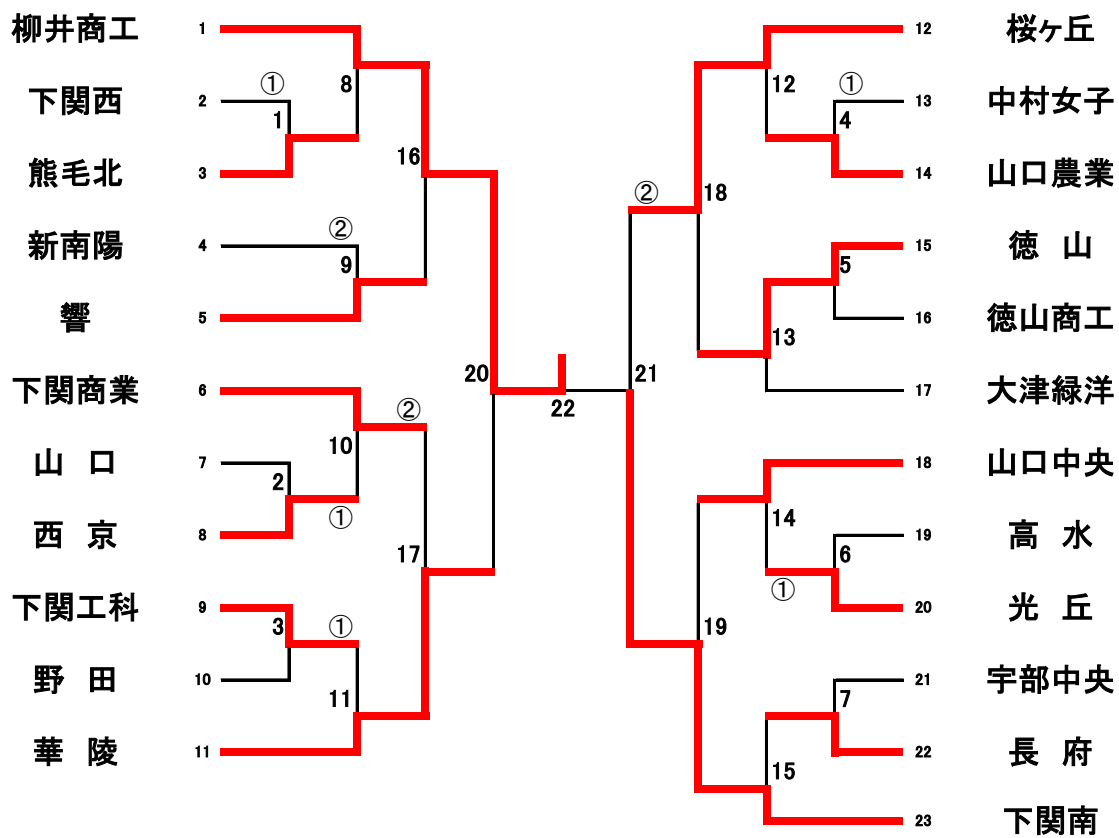 柳井商工 1 12 桜ヶ丘
8 12
下関西 2 ① ① 13 中村女子
1 4
16
熊毛北 3 14 山口農業
② 18
新南陽 4 ② 15 徳 山
9 5
響 5 16 徳山商工
13
20 21
下関商業 6 17 大津緑洋
22
② 10
山 口 7 18 山口中央
2 14
①
西 京 8 19 高 水
17 6
①
下関工科 9 20 光 丘
3 ① 19
野 田 10 21 宇部中央
11 7
華 陵 11 22 長 府
15
23 下関南